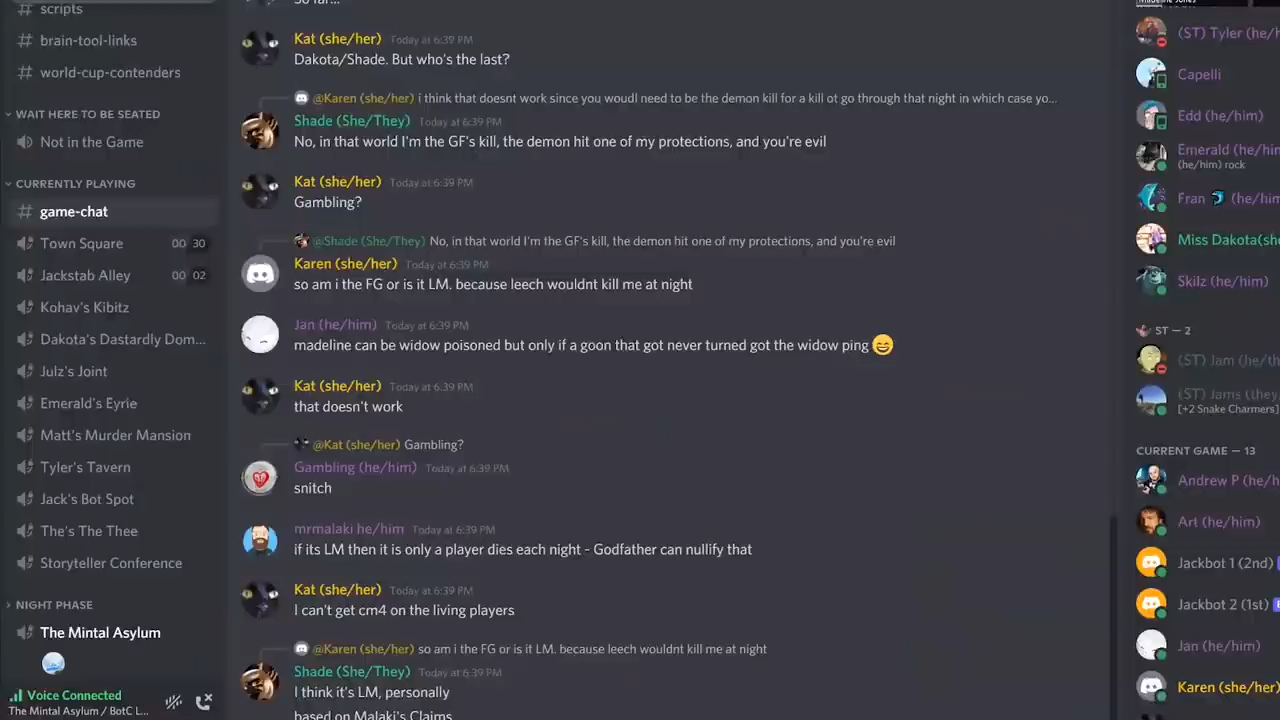 scripts
brain-tool-links
world-cup-contenders
WAIT HERE TO BE SEATED
Not in the Game
CURRENTLY PLAYING
game-chat
Town Square 00 30
Jackstab Alley 00 02
Kohav's Kibitz
Dakota's Dastardly Dom...
Julz's Joint
Emerald's Eyrie
Matt's Murder Mansion
Tyler's Tavern
Jack's Bot Spot
The's The Thee
Storyteller Conference
NIGHT PHASE
The Mintal Asylum
Voice Connected
The Mintal Asylum / BotC L...
so far...
Kat (she/her) Today at 6:39 PM
Dakota/Shade. But who's the last?
@Karen (she/her) i think that doesnt work since you woudl need to be the demon kill for a kill ot go through that night in which case yo...
Shade (She/They) Today at 6:39 PM
No, in that world I'm the GF's kill, the demon hit one of my protections, and you're evil
Kat (she/her) Today at 6:39 PM
Gambling?
@Shade (She/They) No, in that world I'm the GF's kill, the demon hit one of my protections, and you're evil
Karen (she/her) Today at 6:39 PM
so am i the FG or is it LM. because leech wouldnt kill me at night
Jan (he/him) Today at 6:39 PM
madeline can be widow poisoned but only if a goon that got never turned got the widow ping 😄
Kat (she/her) Today at 6:39 PM
that doesn't work
@Kat (she/her) Gambling?
Gambling (he/him) Today at 6:39 PM
snitch
mrmalaki he/him Today at 6:39 PM
if its LM then it is only a player dies each night - Godfather can nullify that
Kat (she/her) Today at 6:39 PM
I can't get cm4 on the living players
@Karen (she/her) so am i the FG or is it LM. because leech wouldnt kill me at night
Shade (She/They) Today at 6:39 PM
I think it's LM, personally
based on Malaki's Claims
(ST) Tyler (he/h
Capelli
Edd (he/him)
Emerald (he/him
(he/him) rock
Fran 🐬 (he/him
Miss Dakota(she
Skilz (he/him)
ST — 2
(ST) Jam (he/him
(ST) Jams (they
[+2 Snake Charmers]
CURRENT GAME — 13
Andrew P (he/h
Art (he/him)
Jackbot 1 (2nd)
Jackbot 2 (1st)
Jan (he/him)
Karen (she/her)